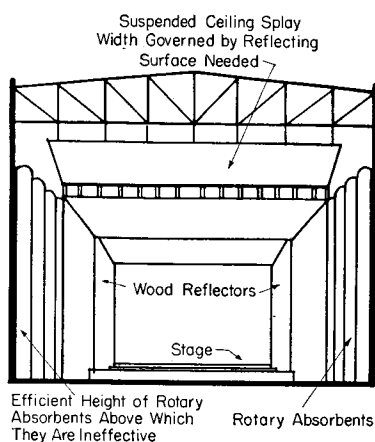 Suspended Ceiling Splay
Width Governed by Reflecting
Surface Needed
Wood Reflectors
Stage
Efficient Height of Rotary
Absorbents Above Which
They Are Ineffective
Rotary Absorbents